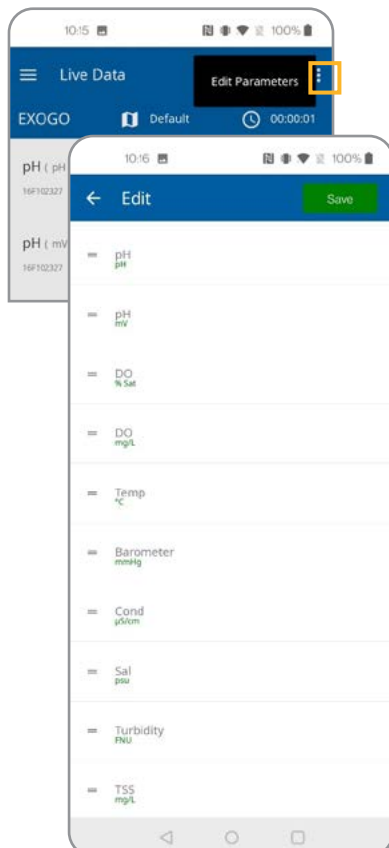 10:15 100%
Live Data Edit Parameters
EXOGO Default 00:00:01
pH ( pH
16F102327
pH ( mV
16F102327
10:16 100%
Edit Save
pH
pH
pH
mV
DO
% Sat
DO
mg/L
Temp
°C
Barometer
mmHg
Cond
µS/cm
Sal
psu
Turbidity
FNU
TSS
mg/L